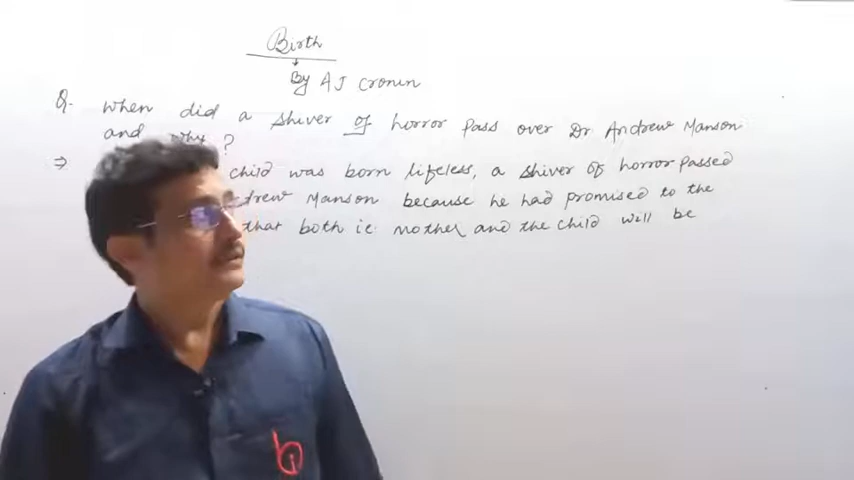 Birth
By AJ Cronin
Q. When did a shiver of horror pass over Dr Andrew Manson
and why ?
⇒ child was born lifeless, a shiver of horror passed
drew Manson because he had promised to the
that both ie mother and the child will be